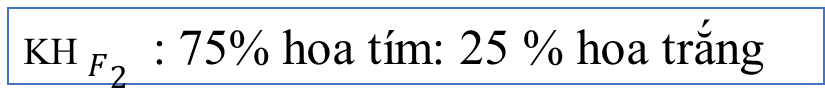 KH F₂ : 75% hoa tím: 25 % hoa trắng